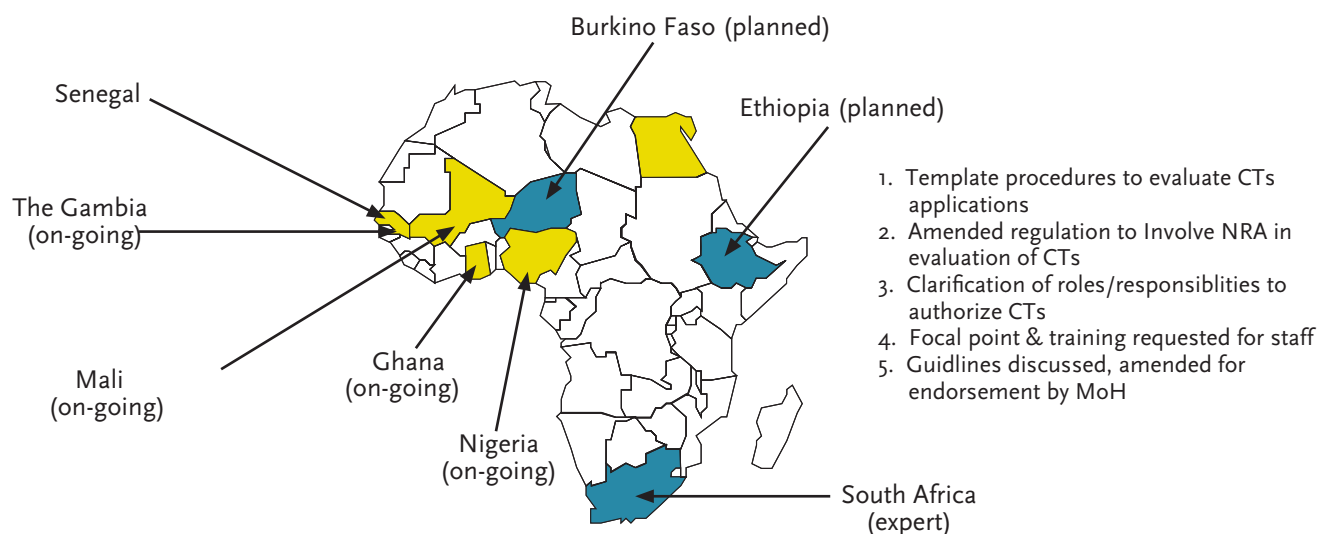 Burkino Faso (planned)
Senegal
Ethiopia (planned)
The Gambia
(on-going)
1. Template procedures to evaluate CTs
applications
2. Amended regulation to Involve NRA in
evaluation of CTs
3. Clarification of roles/responsiblities to
authorize CTs
4. Focal point & training requested for staff
5. Guidlines discussed, amended for
endorsement by MoH
Mali
(on-going)
Ghana
(on-going)
Nigeria
(on-going)
South Africa
(expert)